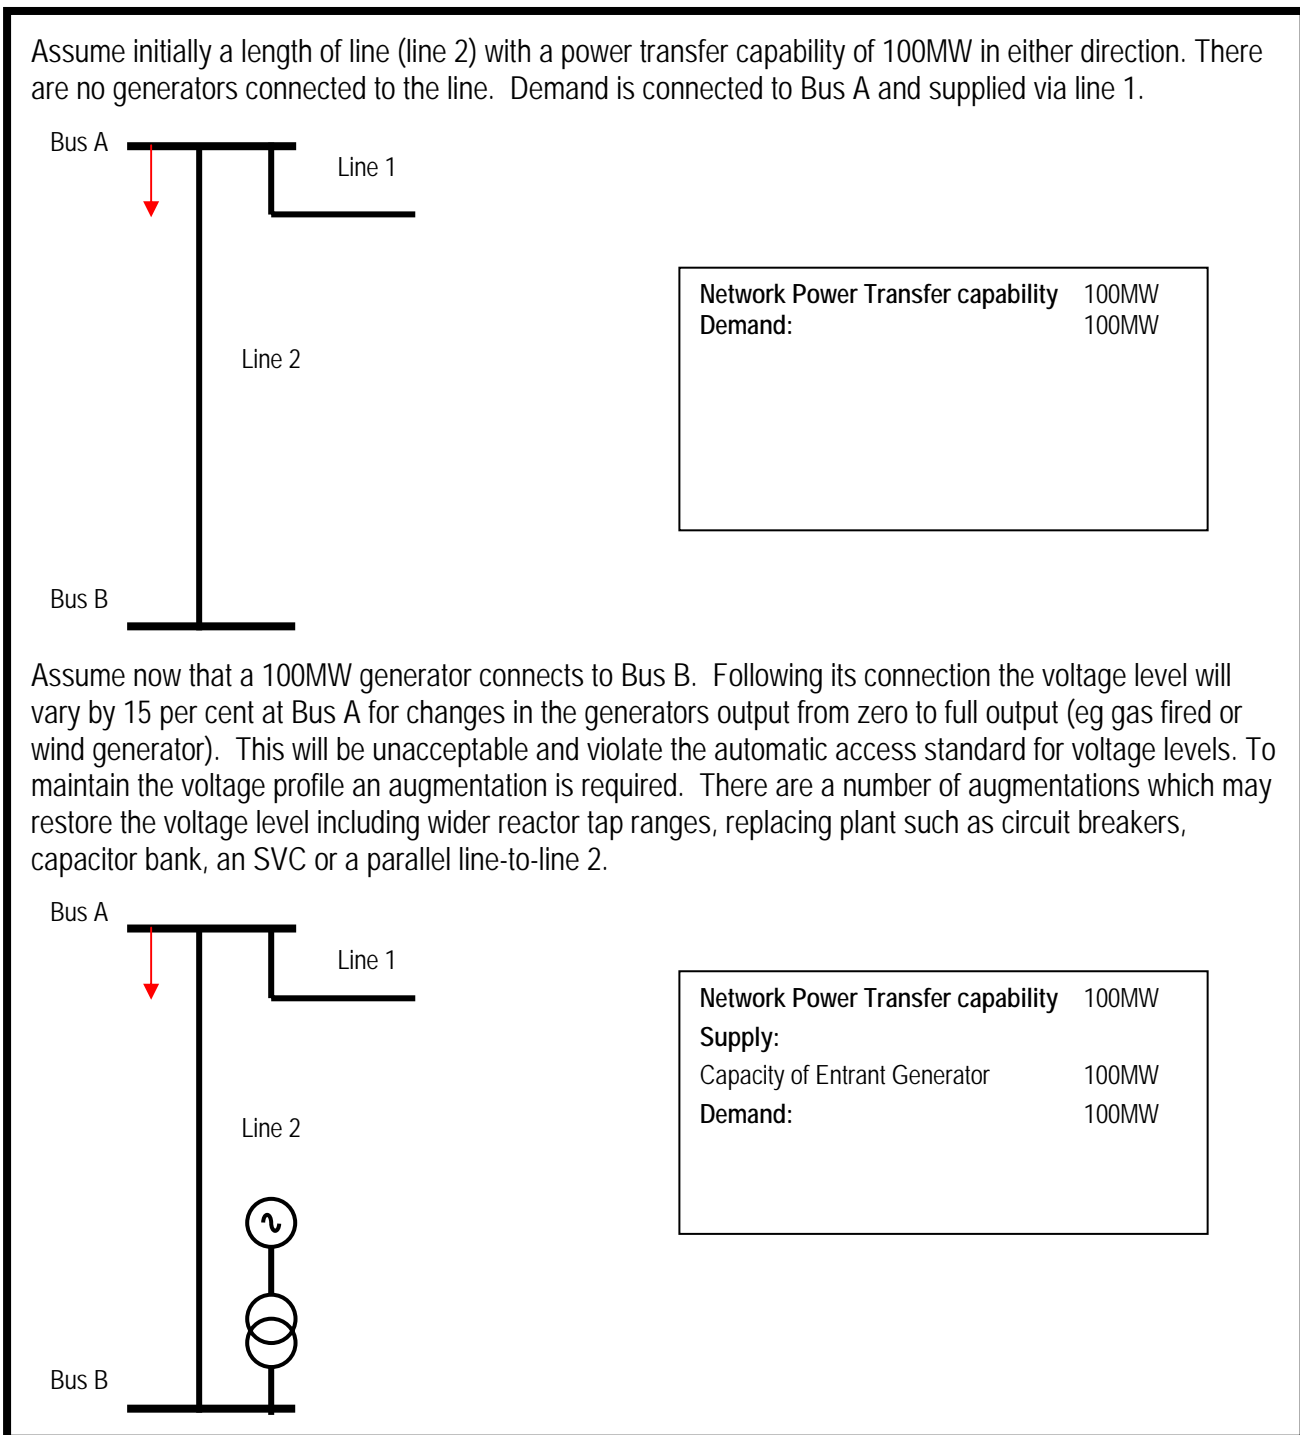 Assume initially a length of line (line 2) with a power transfer capability of 100MW in either direction. There
are no generators connected to the line. Demand is connected to Bus A and supplied via line 1.
Bus A
Line 1
Network Power Transfer capability 100MW
Demand: 100MW
Line 2
Bus B
Assume now that a 100MW generator connects to Bus B. Following its connection the voltage level will
vary by 15 per cent at Bus A for changes in the generators output from zero to full output (eg gas fired or
wind generator). This will be unacceptable and violate the automatic access standard for voltage levels. To
maintain the voltage profile an augmentation is required. There are a number of augmentations which may
restore the voltage level including wider reactor tap ranges, replacing plant such as circuit breakers,
capacitor bank, an SVC or a parallel line-to-line 2.
Bus A
Line 1
Network Power Transfer capability 100MW
Supply:
Capacity of Entrant Generator 100MW
Demand: 100MW
Line 2
Bus B